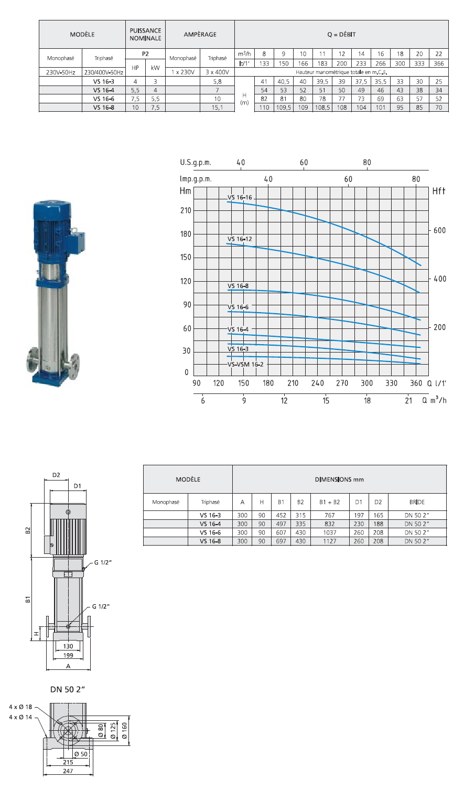 MODÈLE PUISSANCE NOMINALE AMPÉRAGE Q = DÉBIT
Monophasé Triphasé P2 Monophasé Triphasé m³/h 8 9 10 11 12 14 16 18 20 22
HP kW lt/1' 133 150 166 183 200 233 266 300 333 366
230V•50Hz 230/400V•50Hz 1 x 230V 3 x 400V Hauteur manométrique totale en m.C.A.
VS 16-3 4 3 5,8 41 40,5 40 39,5 39 37,5 35,5 33 30 25
VS 16-4 5,5 4 7 54 53 52 51 50 49 46 43 38 34
VS 16-6 7,5 5,5 10 82 81 80 78 77 73 69 63 57 52
VS 16-8 10 7,5 15,1 110 109,5 109 108,5 108 104 101 95 85 70
H
(m)
U.S.g.p.m. 40 60 80
Imp.g.p.m. 40 60 80
Hm Hft
VS 16-16
210
600
VS 16-12
180
150
400
120
VS 16-8
90
VS 16-6
200
60
VS 16-4
30
VS 16-3
VS-VSM 16-2
0
90 120 150 180 210 240 270 300 330 360 Q l/1'
6 9 12 15 18 21 Q m³/h
MODÈLE DIMENSIONS mm
Monophasé Triphasé A H B1 B2 B1 + B2 D1 D2 BRIDE
VS 16-3 300 90 452 315 767 197 165 DN 50 2"
VS 16-4 300 90 497 335 832 230 188 DN 50 2"
VS 16-6 300 90 607 430 1037 260 208 DN 50 2"
VS 16-8 300 90 697 430 1127 260 208 DN 50 2"
D2
D1
B2
G 1/2"
B1
G 1/2"
H
130
199
A
DN 50 2"
4 x Ø 18
4 x Ø 14
Ø 80
Ø 125
Ø 160
Ø 50
215
247